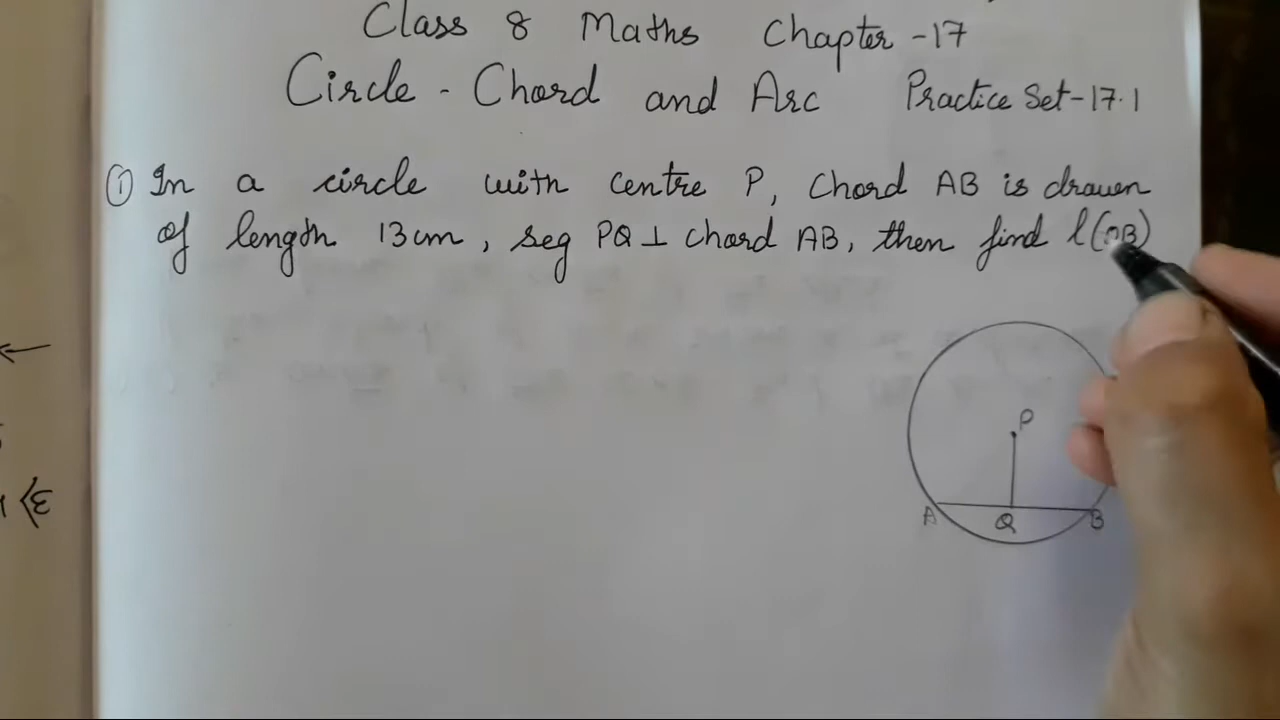 Class 8 Maths Chapter -17
Circle - Chord and Arc Practice Set-17.1
① In a circle with centre P, Chord AB is drawen
of length 13cm, seg PQ ⊥ chord AB, then find l(QB)
P
A Q B
←